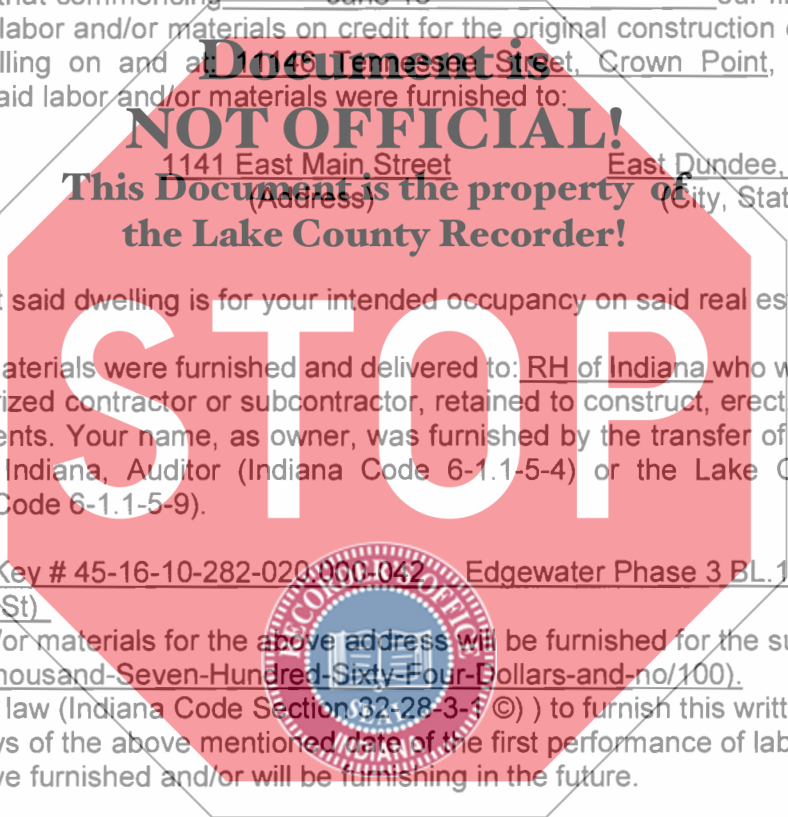 that commencing June
labor and/or materials on credit for the original construction
lling on and at: 11146 Tennessee Street, Crown Point,
Document is
aid labor and/or materials were furnished to:
NOT OFFICIAL!
1141 East Main Street East Dundee,
This Document is the property of
(Address) (City, Stat
the Lake County Recorder!
t said dwelling is for your intended occupancy on said real es
STOP
aterials were furnished and delivered to: RH of Indiana who w
rized contractor or subcontractor, retained to construct, erect
ents. Your name, as owner, was furnished by the transfer of
Indiana, Auditor (Indiana Code 6-1.1-5-4) or the Lake C
Code 6-1.1-5-9).
Key # 45-16-10-282-020.000-042 Edgewater Phase 3 BL.1
St)
/or materials for the above address will be furnished for the su
housand-Seven-Hundred-Sixty-Four-Dollars-and-no/100).
law (Indiana Code Section 32-28-3-1 ©) ) to furnish this writt
ys of the above mentioned date of the first performance of lab
ve furnished and/or will be furnishing in the future.
RECORDER'S OFFICE
SEAL
INDIANA